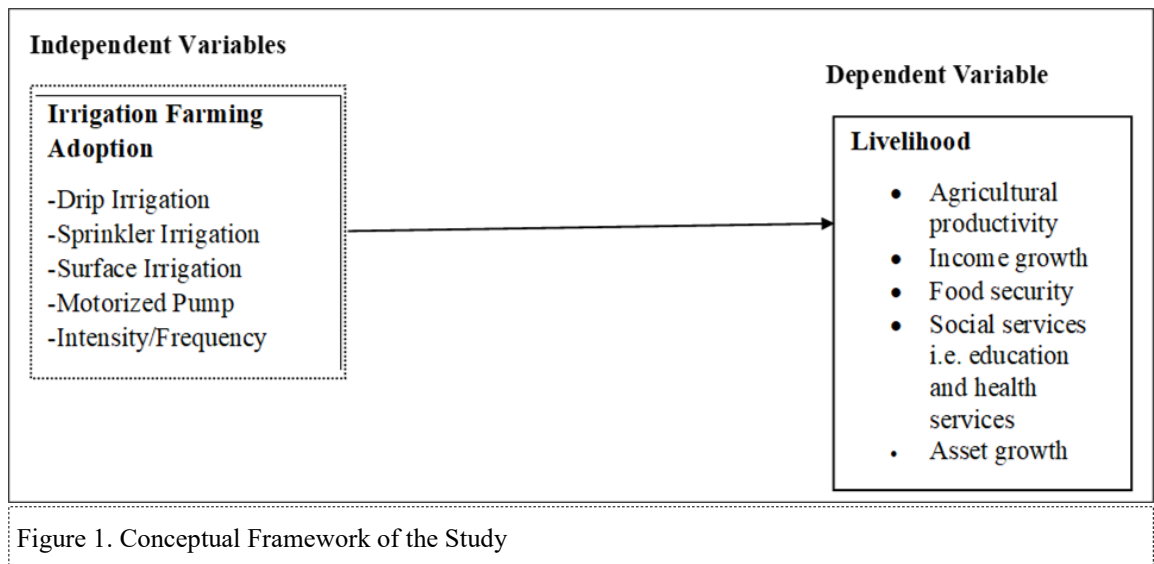 Independent Variables
Irrigation Farming
Adoption
-Drip Irrigation
-Sprinkler Irrigation
-Surface Irrigation
-Motorized Pump
-Intensity/Frequency
Dependent Variable
Livelihood
• Agricultural
productivity
• Income growth
• Food security
• Social services
i.e. education
and health
services
• Asset growth
Figure 1. Conceptual Framework of the Study